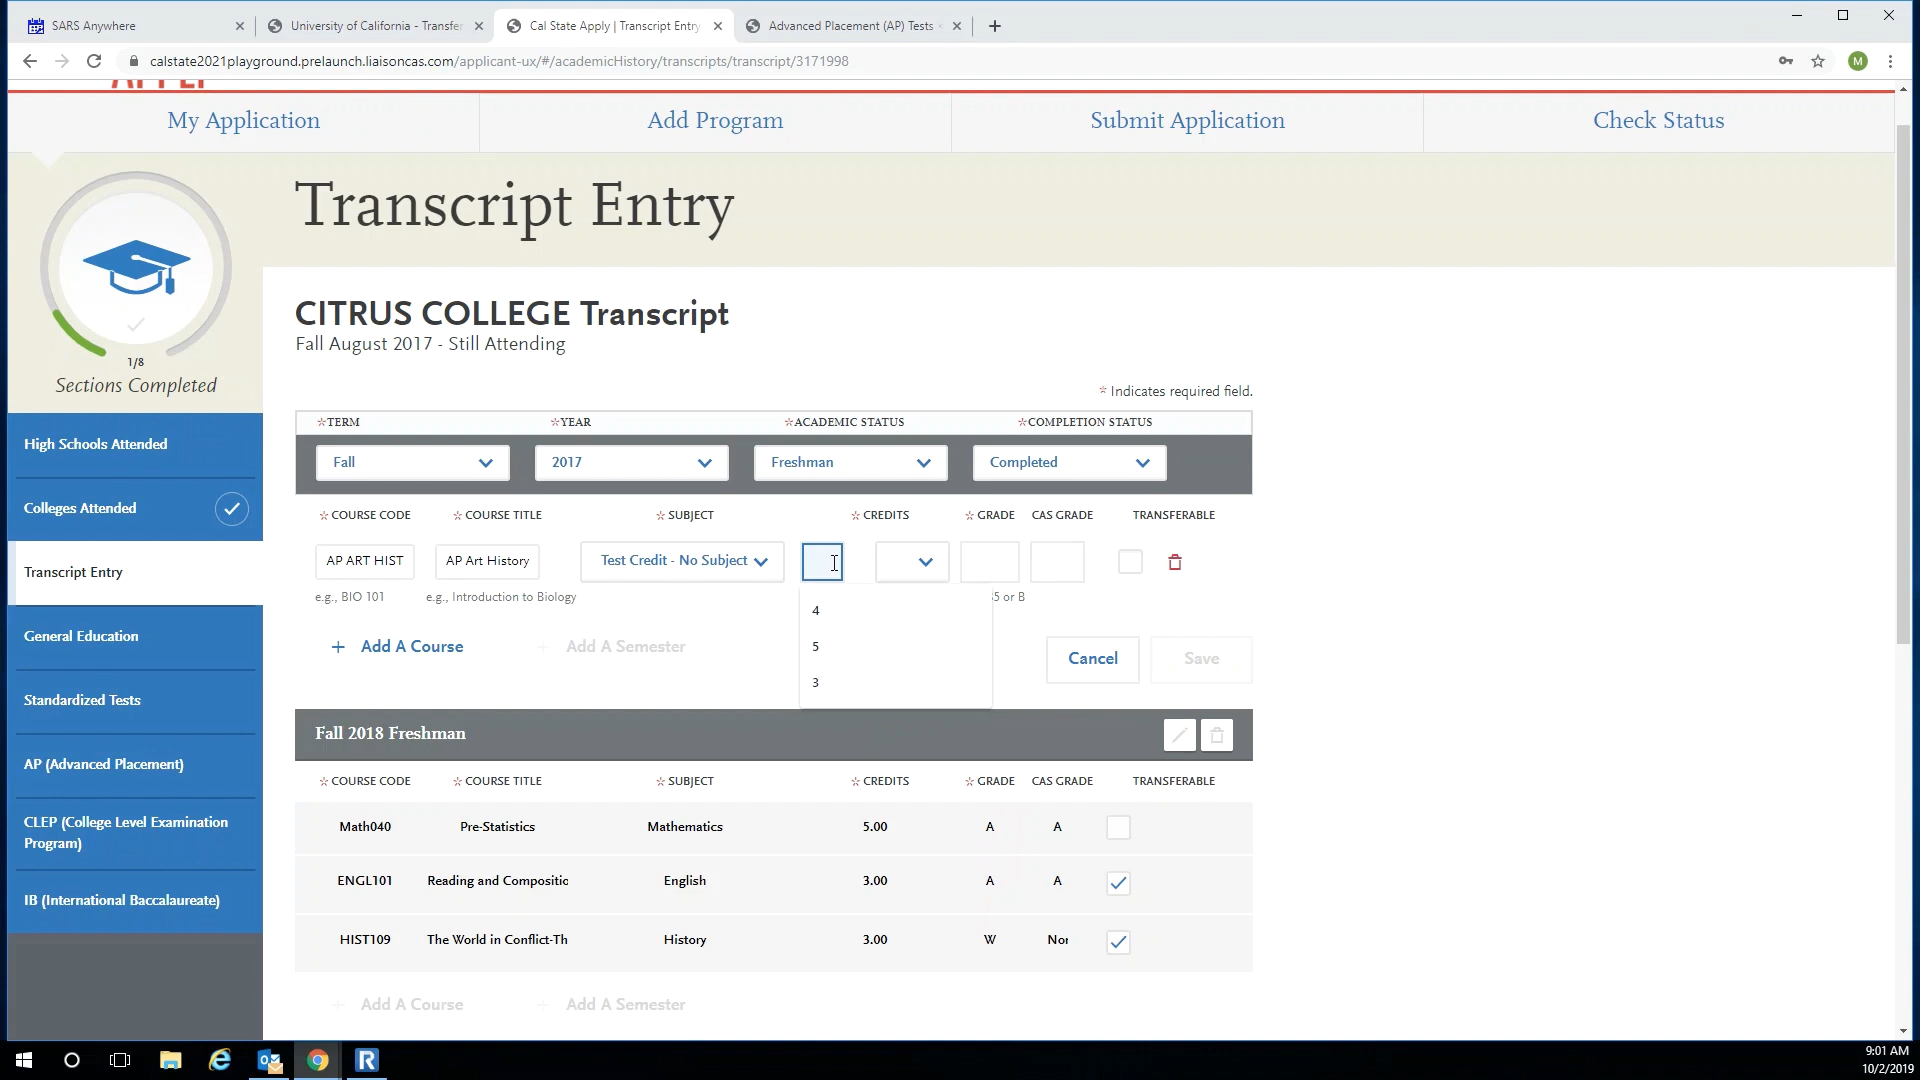 SARS Anywhere
University of California - Transfer
Cal State Apply | Transcript Entry
Advanced Placement (AP) Tests
calstate2021playground.prelaunch.liaisoncas.com/applicant-ux/#/academicHistory/transcripts/transcript/3171998
M
My Application
Add Program
Submit Application
Check Status
Transcript Entry
1/8
Sections Completed
High Schools Attended
Colleges Attended
Transcript Entry
General Education
Standardized Tests
AP (Advanced Placement)
CLEP (College Level Examination
Program)
IB (International Baccalaureate)
CITRUS COLLEGE Transcript
Fall August 2017 - Still Attending
* Indicates required field.
*TERM *YEAR *ACADEMIC STATUS *COMPLETION STATUS
Fall 2017 Freshman Completed
* COURSE CODE * COURSE TITLE * SUBJECT * CREDITS * GRADE CAS GRADE TRANSFERABLE
AP ART HIST AP Art History Test Credit - No Subject
e.g., BIO 101 e.g., Introduction to Biology 35 or B
4
5
3
+ Add A Course + Add A Semester Cancel Save
Fall 2018 Freshman
* COURSE CODE * COURSE TITLE * SUBJECT * CREDITS * GRADE CAS GRADE TRANSFERABLE
Math040 Pre-Statistics Mathematics 5.00 A A
ENGL101 Reading and Compositio English 3.00 A A
HIST109 The World in Conflict-Th History 3.00 W Nor
+ Add A Course + Add A Semester
9:01 AM
10/2/2019